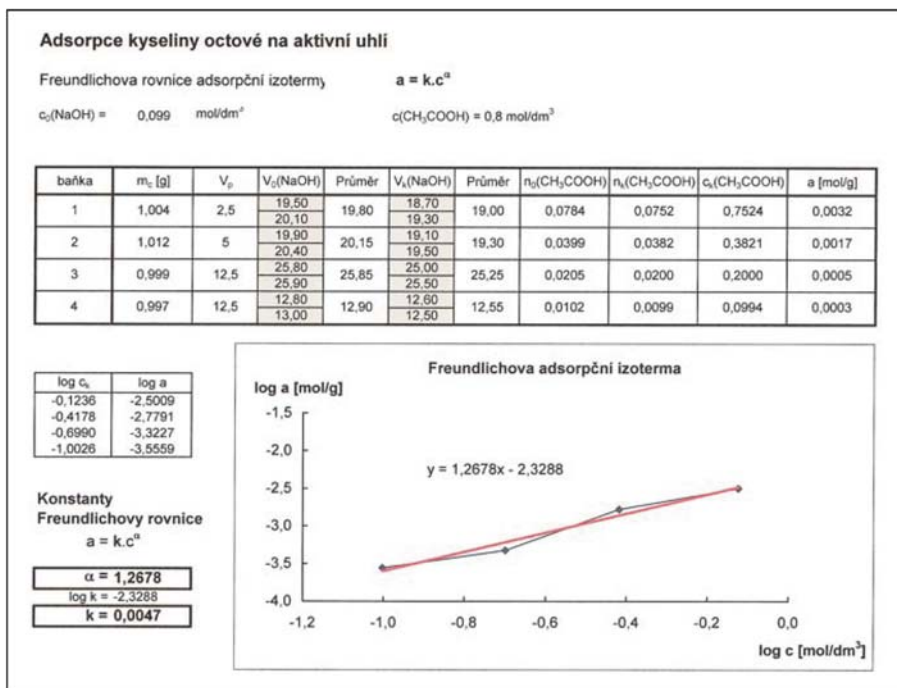 Adsorpce kyseliny octové na aktivní uhlí
Freundlichova rovnice adsorpční izotermy a = k.c^α
c₀(NaOH) = 0,099 mol/dm³ c(CH₃COOH) = 0,8 mol/dm³
baňka m_c [g] V_p V₀(NaOH) Průměr V_k(NaOH) Průměr n₀(CH₃COOH) n_k(CH₃COOH) c_k(CH₃COOH) a [mol/g]
1 1,004 2,5 19,50 20,10 19,80 18,70 19,30 19,00 0,0784 0,0752 0,7524 0,0032
2 1,012 5 19,90 20,40 20,15 19,10 19,50 19,30 0,0399 0,0382 0,3821 0,0017
3 0,999 12,5 25,80 25,90 25,85 25,00 25,50 25,25 0,0205 0,0200 0,2000 0,0005
4 0,997 12,5 12,80 13,00 12,90 12,60 12,50 12,55 0,0102 0,0099 0,0994 0,0003
log c_k log a
-0,1236 -2,5009
-0,4178 -2,7791
-0,6990 -3,3227
-1,0026 -3,5559
Konstanty
Freundlichovy rovnice
a = k.c^α
α = 1,2678
log k = -2,3288
k = 0,0047
Freundlichova adsorpční izoterma
log a [mol/g]
-1,5
-2,0
-2,5
-3,0
-3,5
-4,0
y = 1,2678x - 2,3288
-1,2 -1,0 -0,8 -0,6 -0,4 -0,2 0,0
log c [mol/dm³]